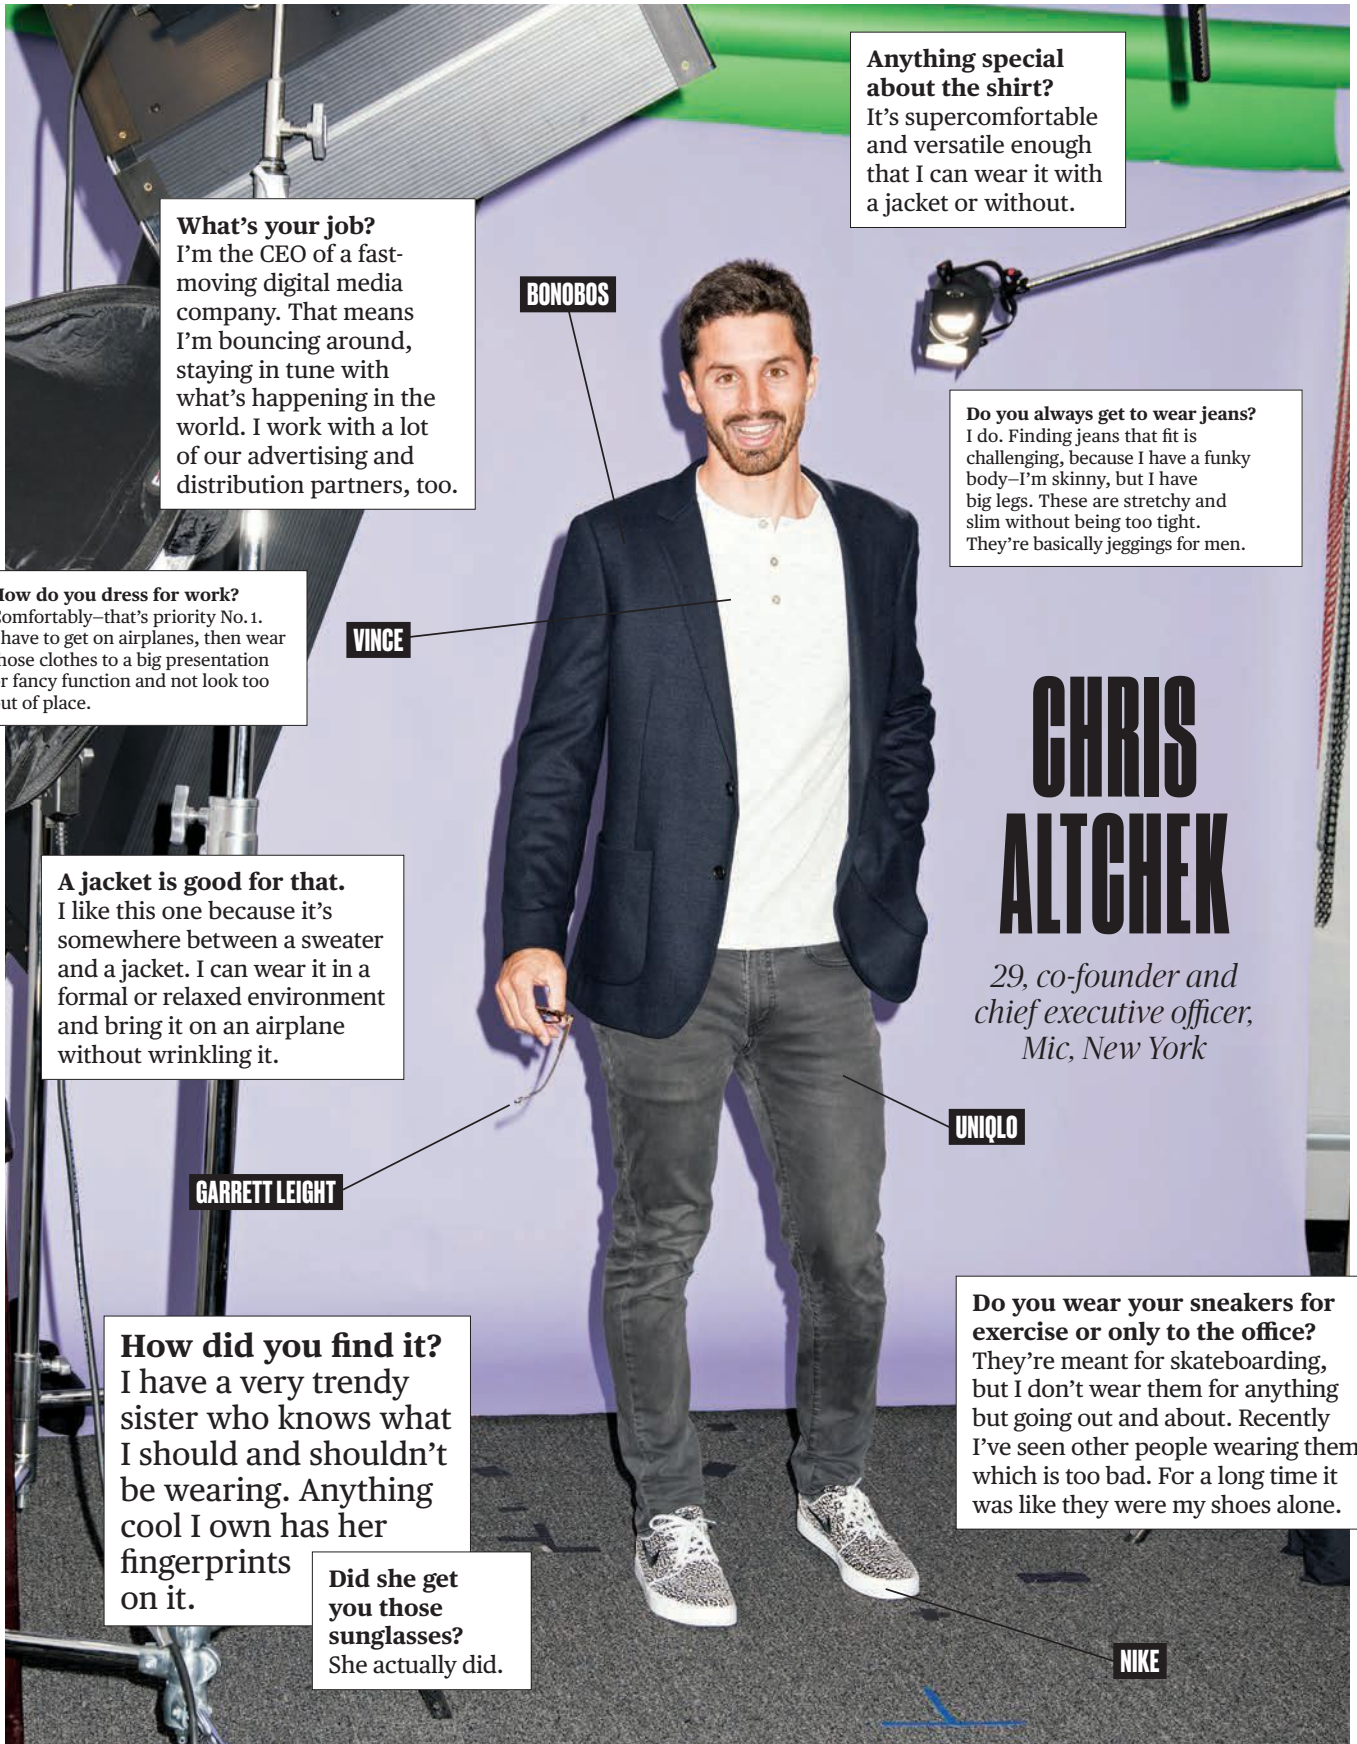 What's your job?
I'm the CEO of a fast-
moving digital media
company. That means
I'm bouncing around,
staying in tune with
what's happening in the
world. I work with a lot
of our advertising and
distribution partners, too.
How do you dress for work?
Comfortably—that's priority No. 1.
have to get on airplanes, then wear
those clothes to a big presentation
or fancy function and not look too
out of place.
A jacket is good for that.
I like this one because it's
somewhere between a sweater
and a jacket. I can wear it in a
formal or relaxed environment
and bring it on an airplane
without wrinkling it.
How did you find it?
I have a very trendy
sister who knows what
I should and shouldn't
be wearing. Anything
cool I own has her
fingerprints
on it.
Did she get
you those
sunglasses?
She actually did.
Anything special
about the shirt?
It's supercomfortable
and versatile enough
that I can wear it with
a jacket or without.
Do you always get to wear jeans?
I do. Finding jeans that fit is
challenging, because I have a funky
body—I'm skinny, but I have
big legs. These are stretchy and
slim without being too tight.
They're basically jeggings for men.
Do you wear your sneakers for
exercise or only to the office?
They're meant for skateboarding,
but I don't wear them for anything
but going out and about. Recently
I've seen other people wearing them
which is too bad. For a long time it
was like they were my shoes alone.
CHRIS
ALTCHEK
29, co-founder and
chief executive officer,
Mic, New York
BONOBOS
VINCE
GARRETT LEIGHT
UNIQLO
NIKE